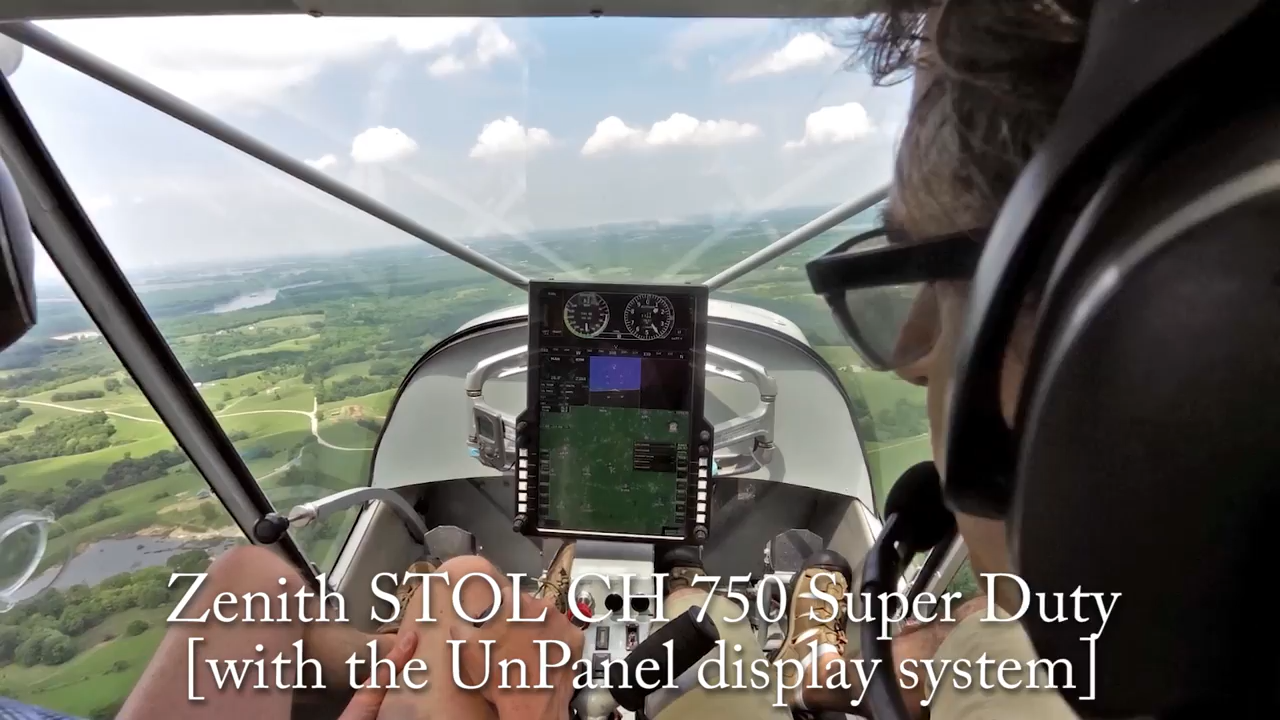 Zenith STOL CH 750 Super Duty
[with the UnPanel display system]